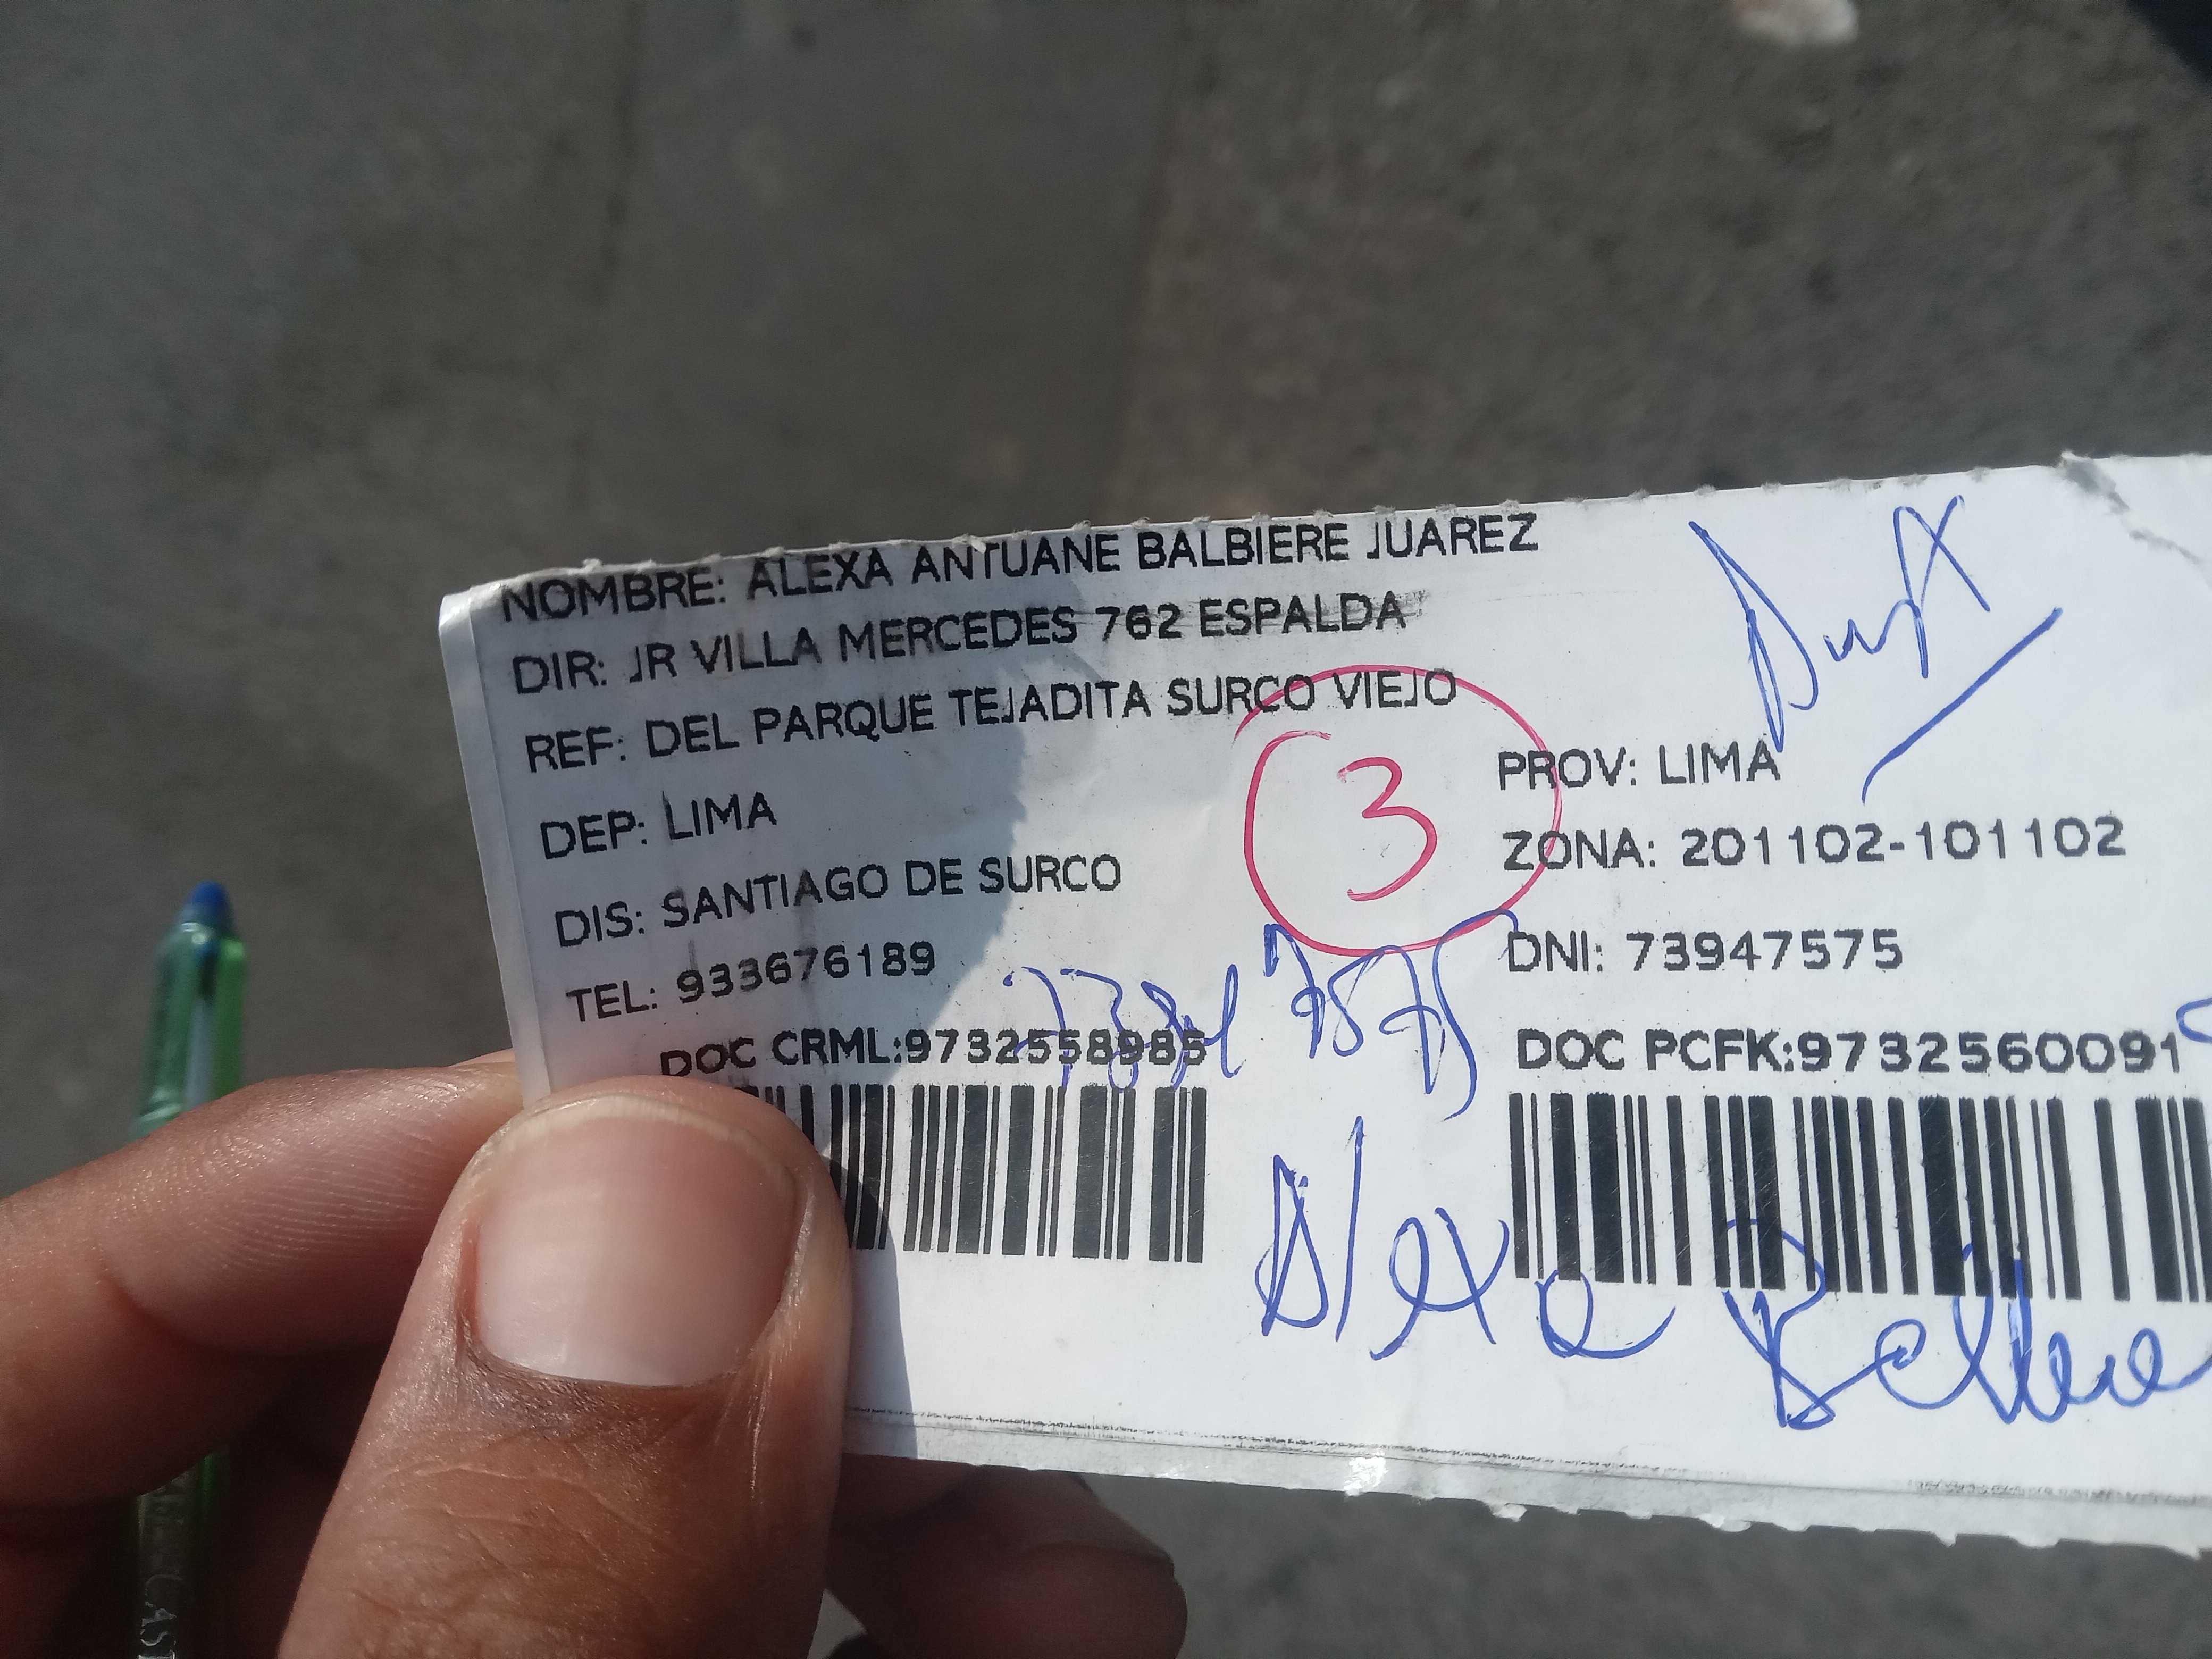 NOMBRE: ALEXA ANTUANE BALBIERE JUAREZ
DIR: JR VILLA MERCEDES 762 ESPALDA
REF: DEL PARQUE TEJADITA SURCO VIEJO
3
DEP: LIMA
PROV: LIMA
DIS: SANTIAGO DE SURCO
ZONA: 201102-101102
TEL: 933676189
DNI: 73947575
DOC CRML:9732558985
DOC PCFK:9732560091
Alexa